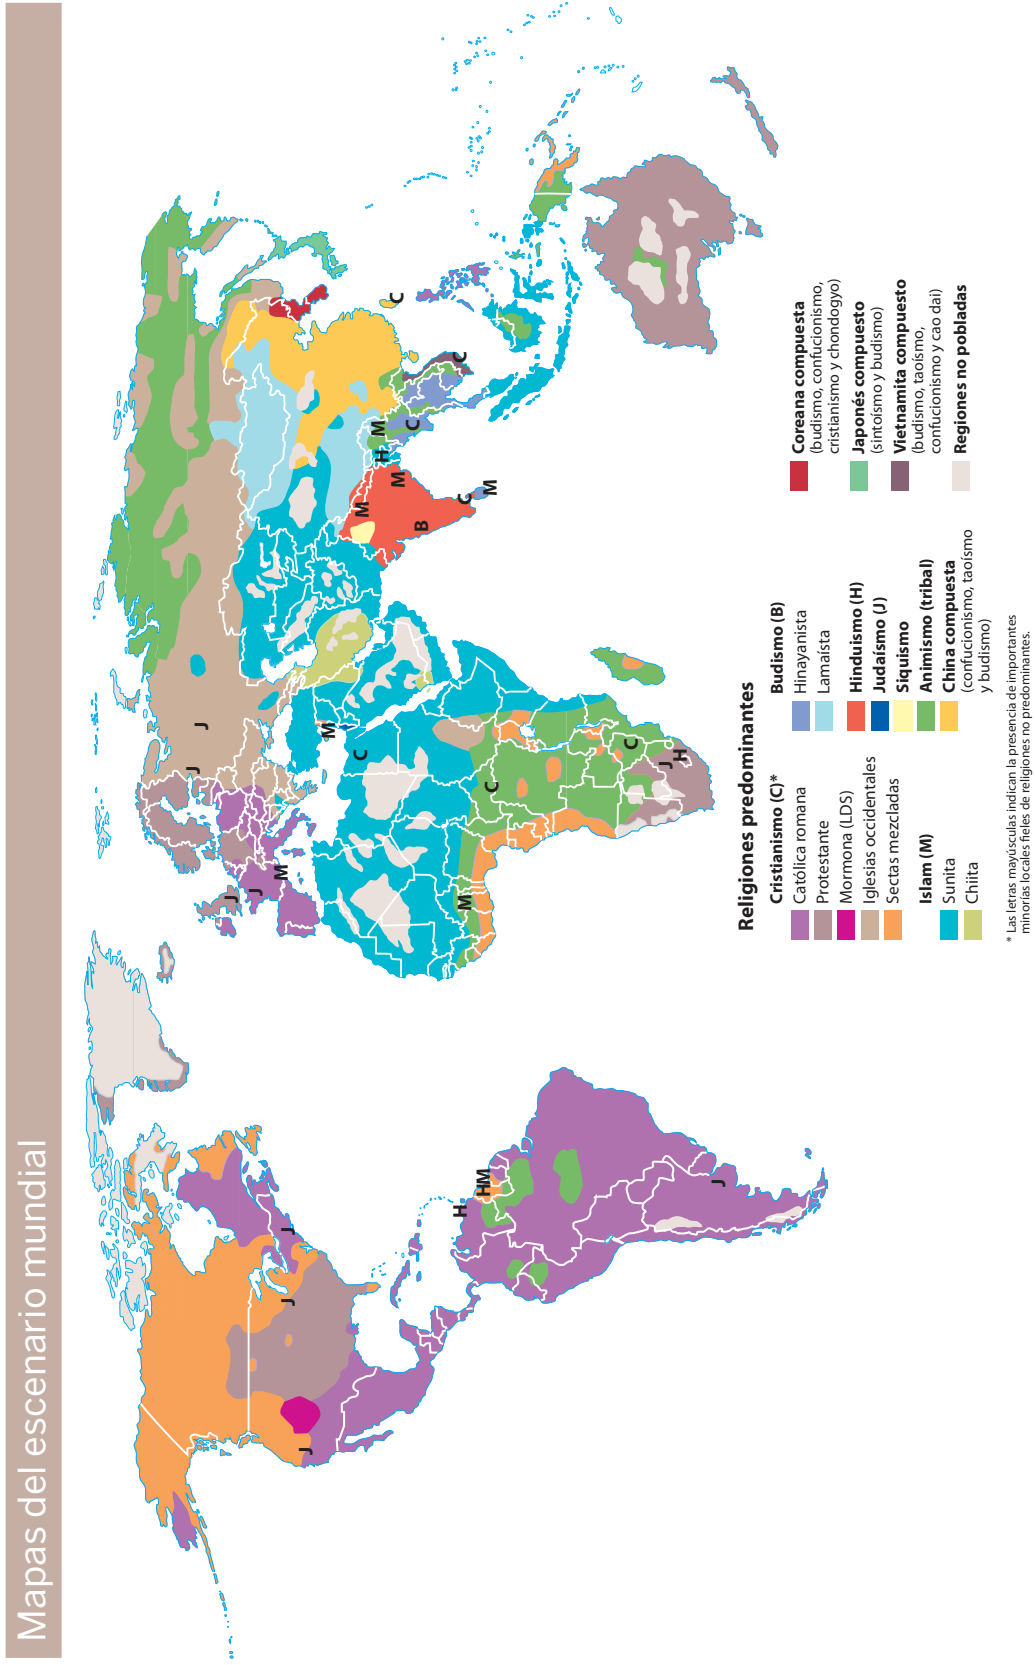 Mapas del escenario mundial
J
J
J
J
M
J
J
J
J
M
C
M
C
C
J
H
M
M
B
M
H
M
C
C
M
C
C
H
HM
J
Religiones predominantes
Cristianismo (C)*
Católica romana
Protestante
Mormona (LDS)
Iglesias occidentales
Sectas mezcladas
Islam (M)
Sunita
Chiita
Budismo (B)
Hinayanista
Lamaísta
Hinduismo (H)
Judaísmo (J)
Siquismo
Animismo (tribal)
China compuesta
(confucionismo, taoísmo
y budismo)
Coreana compuesta
(budismo, confucionismo,
cristianismo y chondogyo)
Japonés compuesto
(sintoísmo y budismo)
Vietnamita compuesto
(budismo, taoísmo,
confucionismo y cao dai)
Regiones no pobladas
* Las letras mayúsculas indican la presencia de importantes
minorías locales fieles de religiones no predominantes.